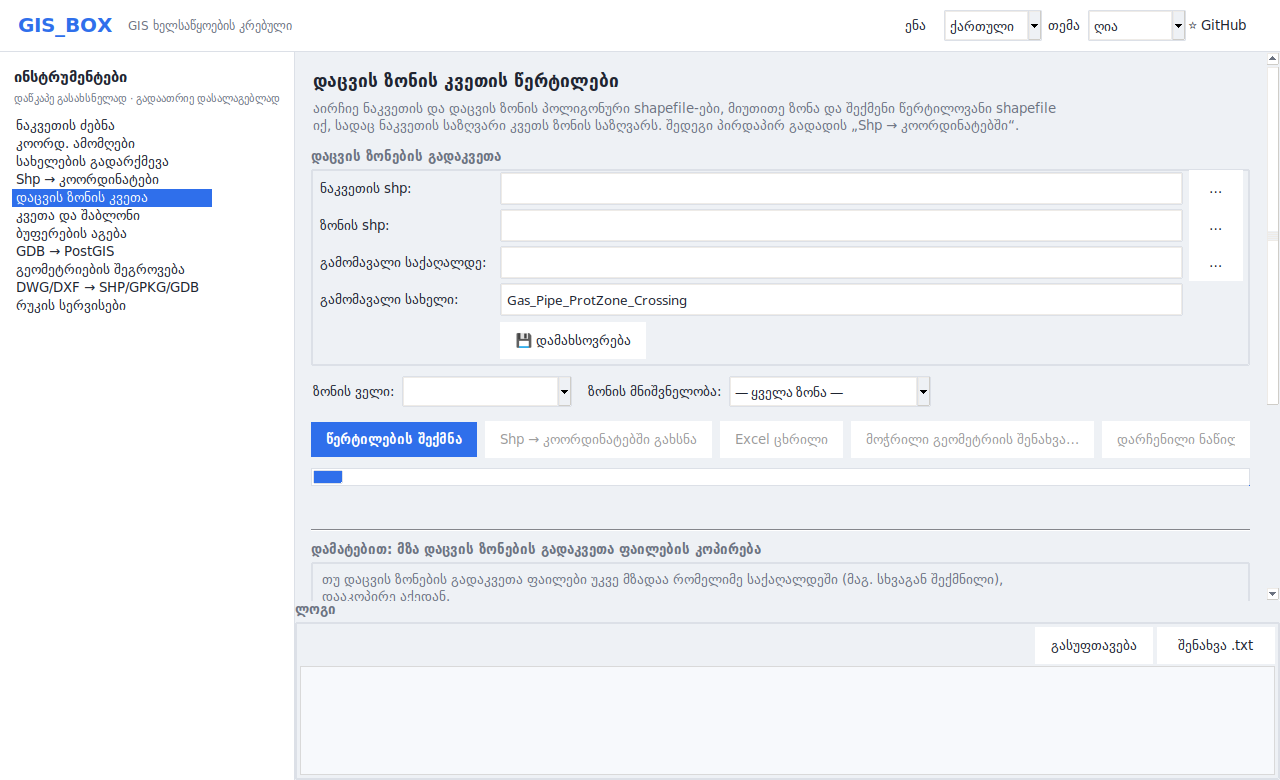 GIS_BOX GIS ხელსაწყოების კრებული ენა ქართული თემა ღია ☆ GitHub
ინსტრუმენტები
დაწკაპე გასახსნელად · გადაათრიე დასალაგებლად
ნაკვეთის ძებნა
კოორდ. ამომღები
სახელების გადარქმევა
Shp → კოორდინატები
დაცვის ზონის კვეთა
კვეთა და შაბლონი
ბუფერების აგება
GDB → PostGIS
გეომეტრიების შეგროვება
DWG/DXF → SHP/GPKG/GDB
რუკის სერვისები
დაცვის ზონის კვეთის წერტილები
აირჩიე ნაკვეთის და დაცვის ზონის პოლიგონური shapefile-ები, მიუთითე ზონა და შექმენი წერტილოვანი shapefile
იქ, სადაც ნაკვეთის საზღვარი კვეთს ზონის საზღვარს. შედეგი პირდაპირ გადადის „Shp → კოორდინატებში“.
დაცვის ზონების გადაკვეთა
ნაკვეთის shp: ...
ზონის shp: ...
გამომავალი საქაღალდე: ...
გამომავალი სახელი: Gas_Pipe_ProtZone_Crossing
💾 დამახსოვრება
ზონის ველი: ზონის მნიშვნელობა: — ყველა ზონა —
წერტილების შექმნა Shp → კოორდინატებში გახსნა Excel ცხრილი მოჭრილი გეომეტრიის შენახვა... დარჩენილი ნაწილ
დამატებით: მზა დაცვის ზონების გადაკვეთა ფაილების კოპირება
თუ დაცვის ზონების გადაკვეთა ფაილები უკვე მზადაა რომელიმე საქაღალდეში (მაგ. სხვაგან შექმნილი),
დააკოპირე აქედან.
ლოგი
გასუფთავება შენახვა .txt